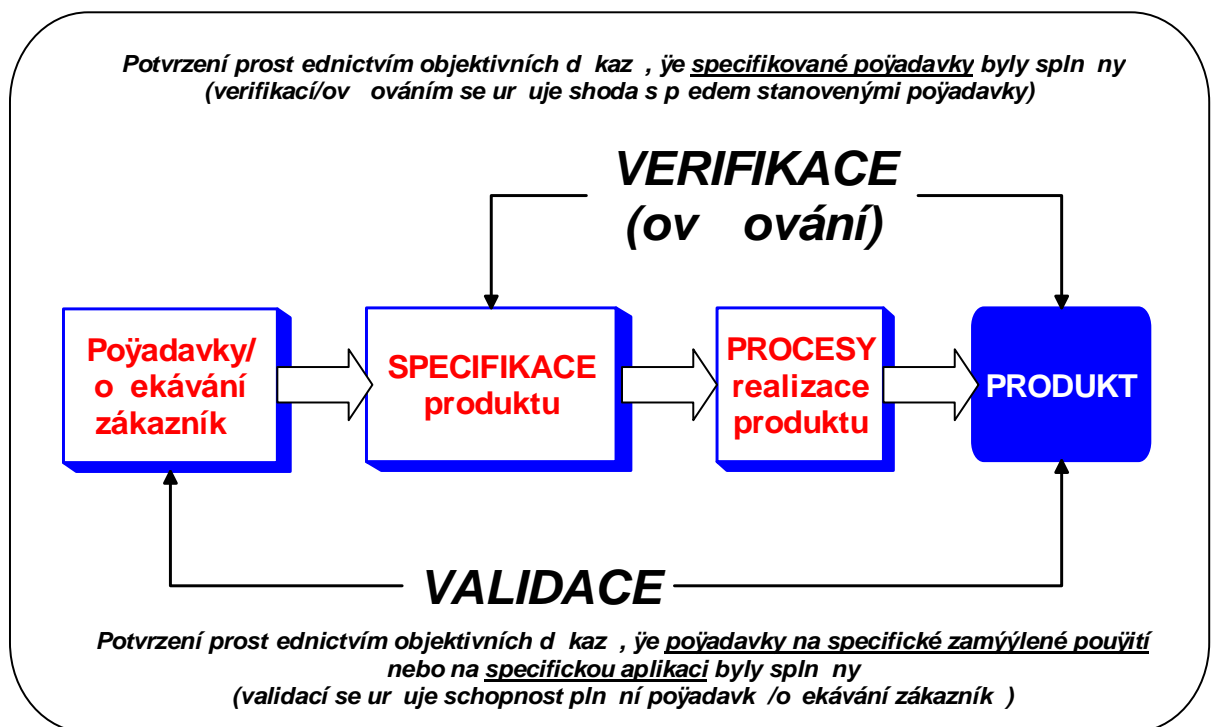 Potvrzení prost ednictvím objektivních d kaz , ÿe specifikované poÿadavky byly spln ny
(verifikací/ov ováním se ur uje shoda s p edem stanovenými poÿadavky)
VERIFIKACE
(ov ování)
Poÿadavky/
o ekávání
zákazník
SPECIFIKACE
produktu
PROCESY
realizace
produktu
PRODUKT
VALIDACE
Potvrzení prost ednictvím objektivních d kaz , ÿe poÿadavky na specifické zamýÿlené pouÿití
nebo na specifickou aplikaci byly spln ny
(validací se ur uje schopnost pln ní poÿadavk /o ekávání zákazník )